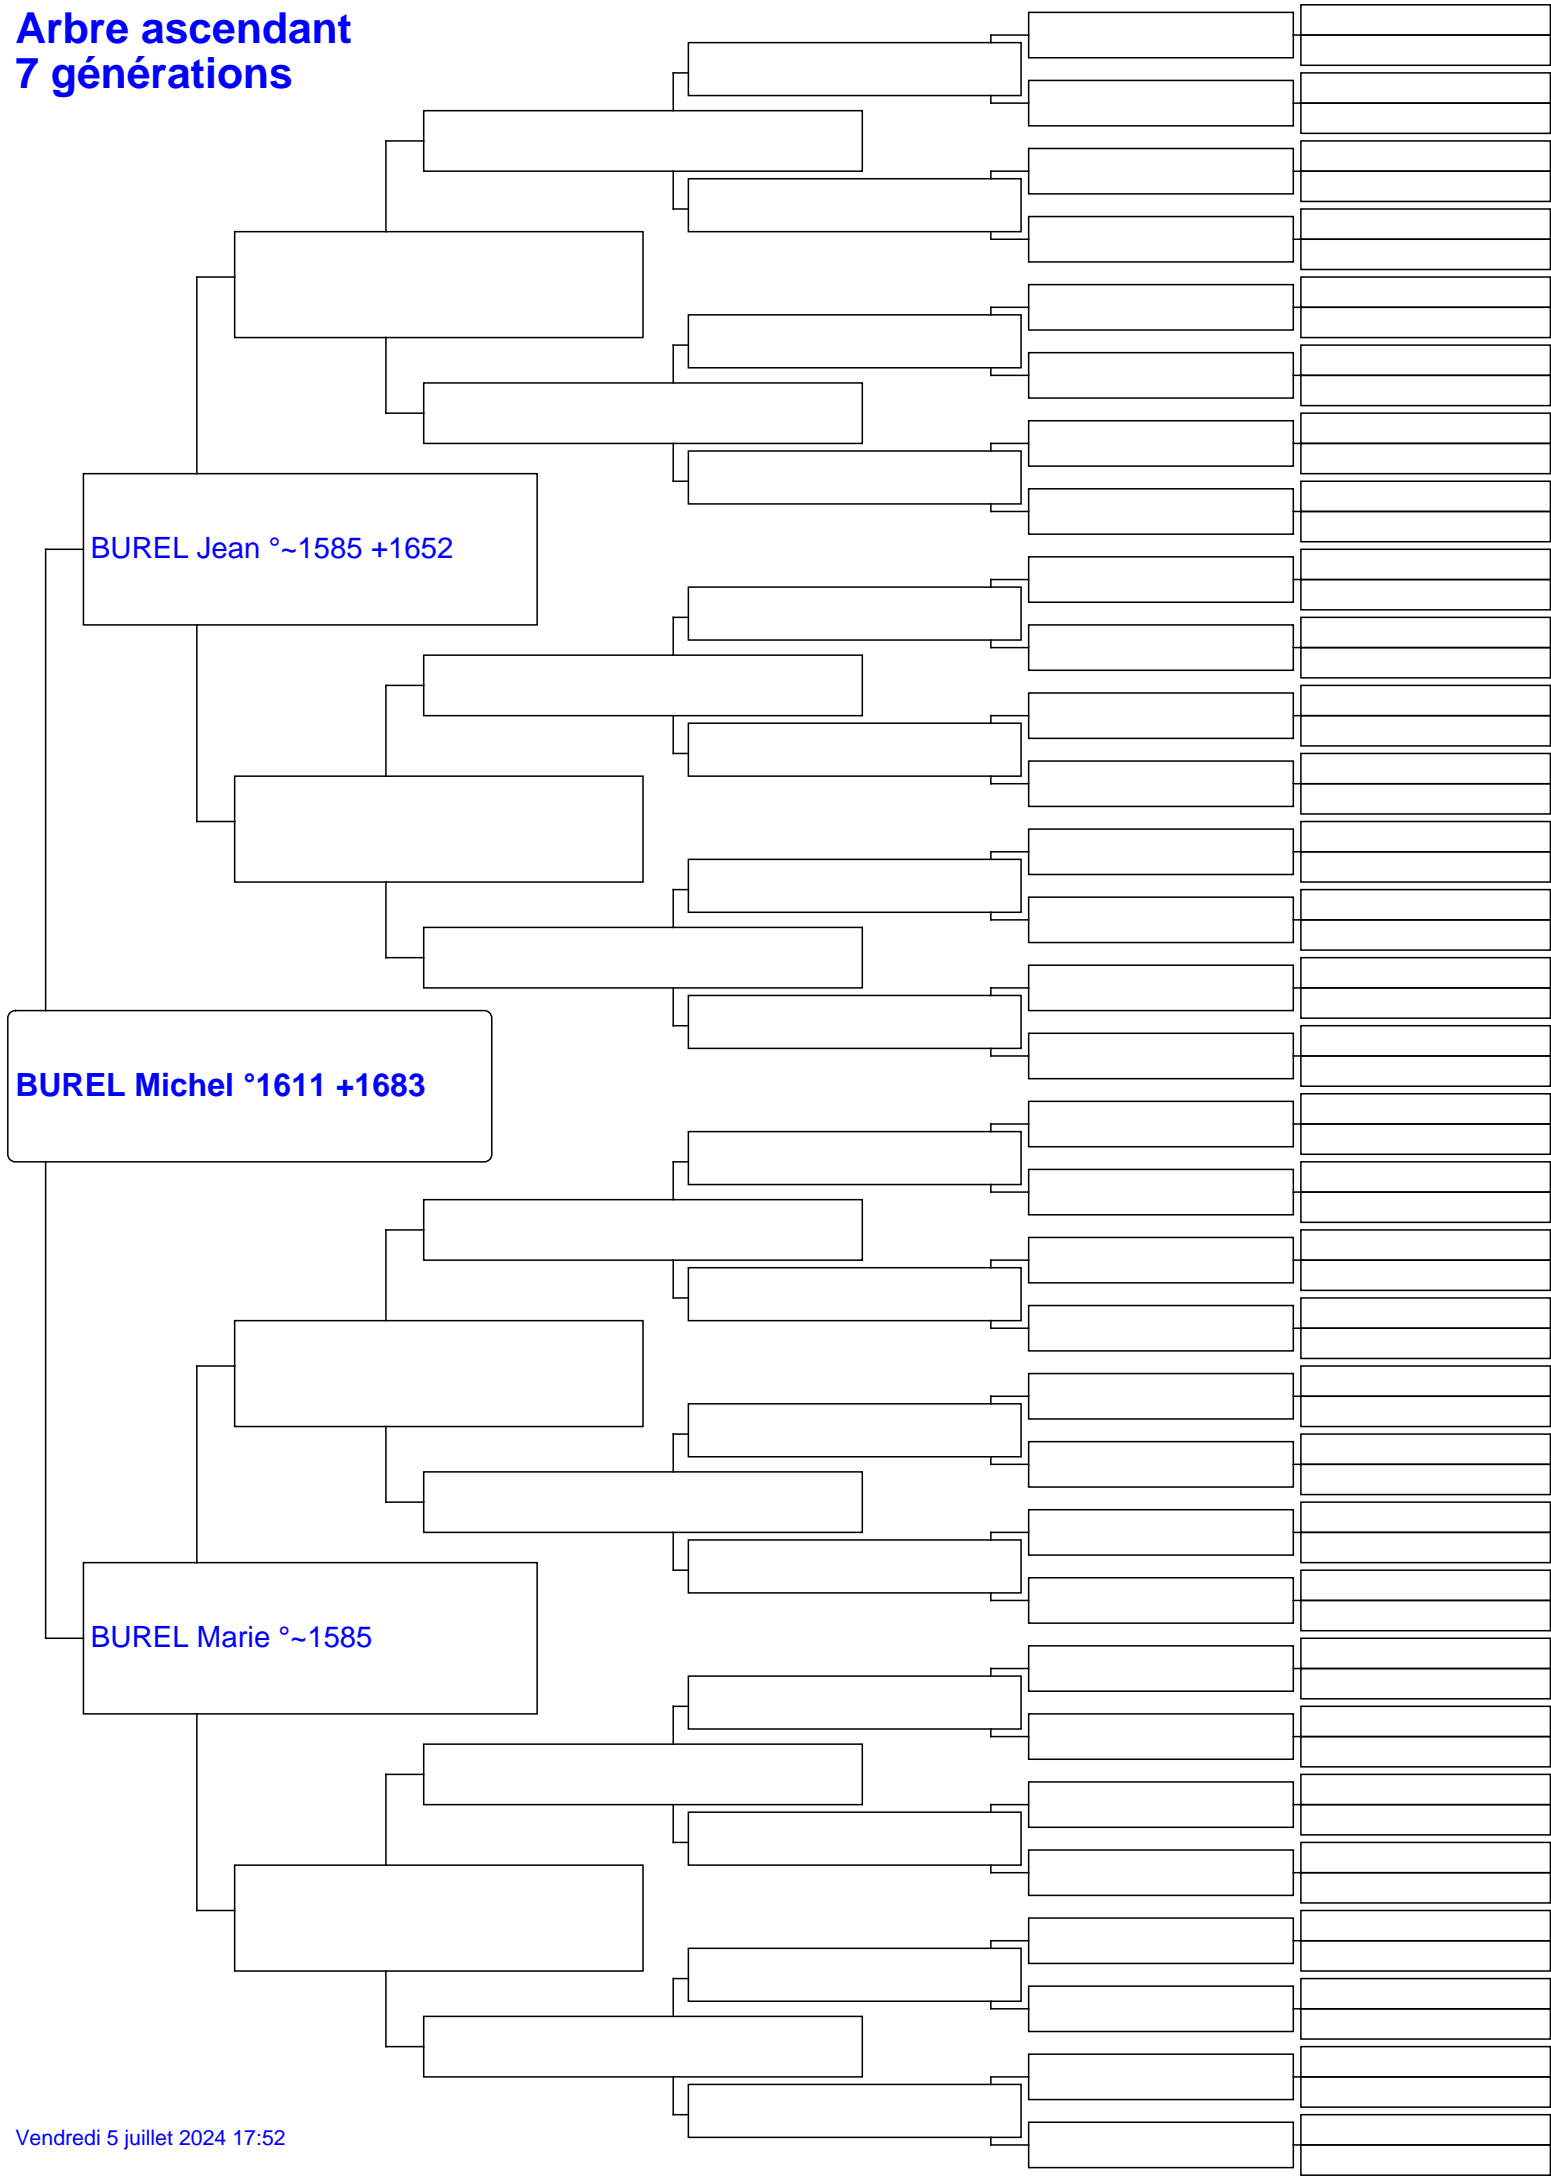 Arbre ascendant
7 générations
BUREL Jean °~1585 +1652
BUREL Michel °1611 +1683
BUREL Marie °~1585
Vendredi 5 juillet 2024 17:52